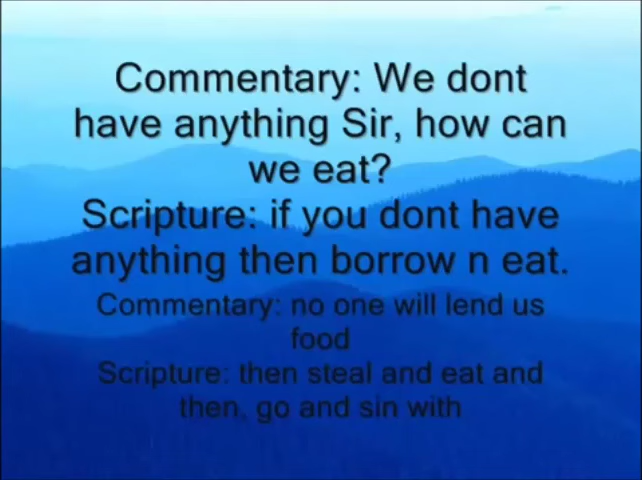 Commentary: We dont
have anything Sir, how can
we eat?
Scripture: if you dont have
anything then borrow n eat.
Commentary: no one will lend us
food
Scripture: then steal and eat and
then, go and sin with